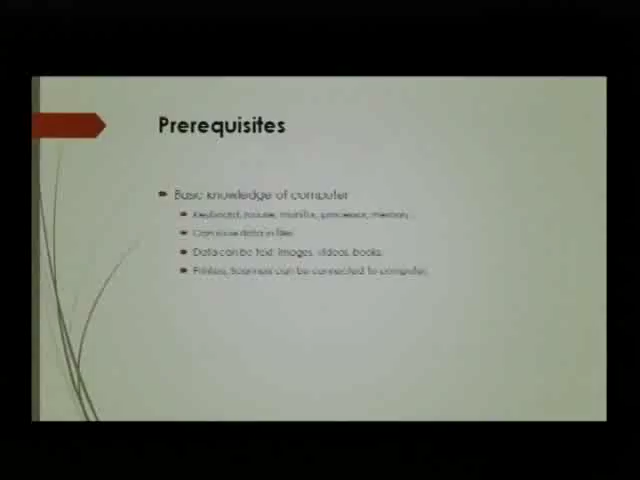 Prerequisites
Basic knowledge of computer
Keyboard, mouse, monitor, processor, memory
Can store data in files
Data can be text, images, videos, books.
Printers, Scanners can be connected to computer.